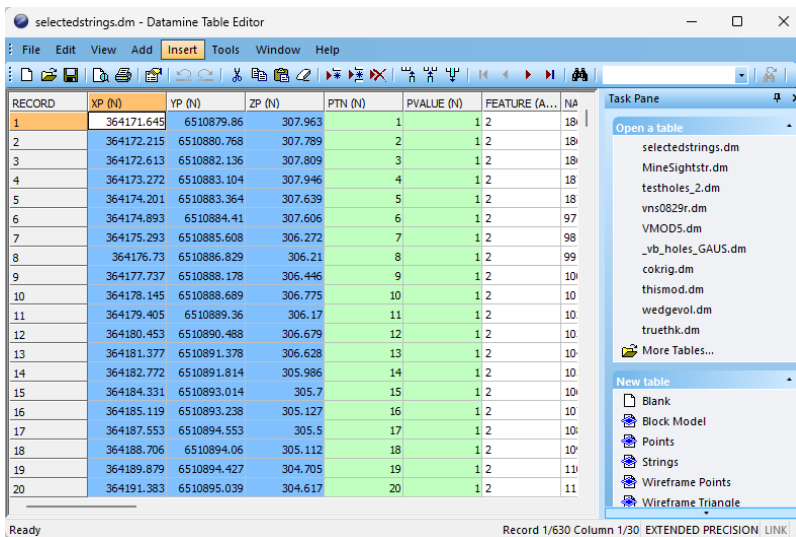 selectedstrings.dm - Datamine Table Editor
File Edit View Add Insert Tools Window Help
RECORD XP (N) YP (N) ZP (N) PTN (N) PVALUE (N) FEATURE (A... NA
1 364171.645 6510879.86 307.963 1 1 2
2 364172.215 6510880.768 307.789 2 1 2
3 364172.613 6510882.136 307.809 3 1 2
4 364173.272 6510883.104 307.946 4 1 2
5 364174.201 6510883.364 307.639 5 1 2
6 364174.893 6510884.41 307.606 6 1 2 97
7 364175.293 6510885.608 306.272 7 1 2 98
8 364176.73 6510886.829 306.21 8 1 2 99
9 364177.737 6510888.178 306.446 9 1 2
10 364178.145 6510888.689 306.775 10 1 2
11 364179.405 6510889.36 306.17 11 1 2
12 364180.453 6510890.488 306.679 12 1 2
13 364181.377 6510891.378 306.628 13 1 2
14 364182.772 6510891.814 305.986 14 1 2
15 364184.331 6510893.014 305.7 15 1 2
16 364185.119 6510893.238 305.127 16 1 2
17 364187.553 6510894.553 305.5 17 1 2
18 364188.706 6510894.06 305.112 18 1 2
19 364189.879 6510894.427 304.705 19 1 2
20 364191.383 6510895.039 304.617 20 1 2
Task Pane
Open a table
selectedstrings.dm
MineSightstr.dm
testholes_2.dm
vns0829r.dm
VMOD5.dm
_vb_holes_GAUS.dm
cokrig.dm
thismod.dm
wedgevol.dm
truethk.dm
More Tables...
New table
Blank
Block Model
Points
Strings
Wireframe Points
Wireframe Triangle
Ready Record 1/630 Column 1/30 EXTENDED PRECISION LINK